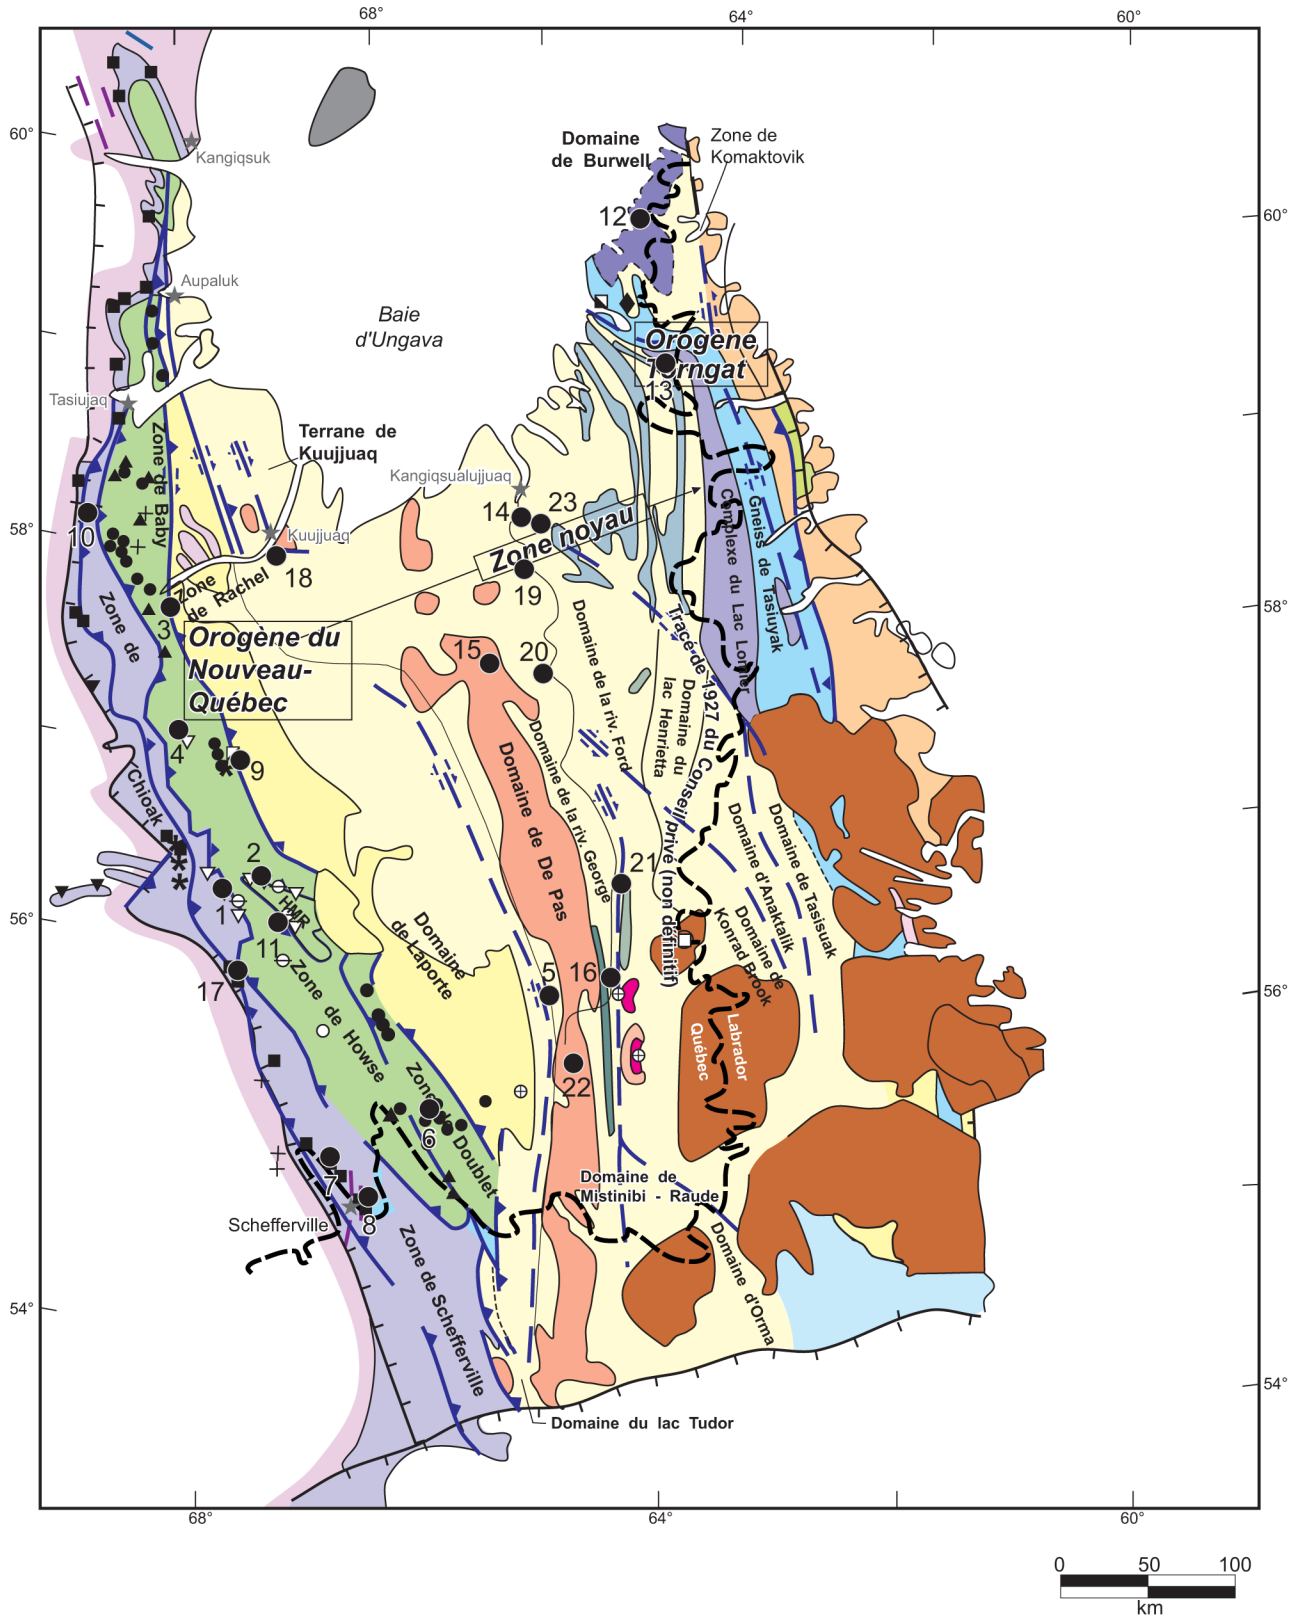 68°
64°
60°
60°
Domaine
de Burwell
Zone de
Komaktovik
Kangiqsuk
12
60°
Aupaluk
Baie
d'Ungava
Orogène
Torngat
13
Tasiujaq
Zone de Baby
Terrane de
Kuujjuaq
Kangiqsualujjuaq
14
23
Zone noyau
Complexe du Lac Lomier
Gneiss de Tasiuyak
58°
10
Kuujjuaq
18
19
Zone
de Rachel
58°
3
Zone de
Chioak
Orogène du
Nouveau-
Québec
15
20
Domaine de la riv. Ford
Domaine du
lac Henrietta
Tracé de 1927 du Conseil privé (non définitif)
4
9
Domaine de De Pas
Domaine de la riv. George
Domaine d'Anaktalik
Domaine de Tasisuak
2
1
HMR
11
21
56°
Domaine
de Laporte
Domaine de
Konrad Brook
17
Zone de Howse
5
16
56°
Québec
Labrador
22
Zone de Doublet
6
7
8
Schefferville
Domaine de
Mistinibi - Raude
Zone de Schefferville
Domaine d'Orma
54°
54°
Domaine du lac Tudor
68°
64°
60°
0 50 100
km